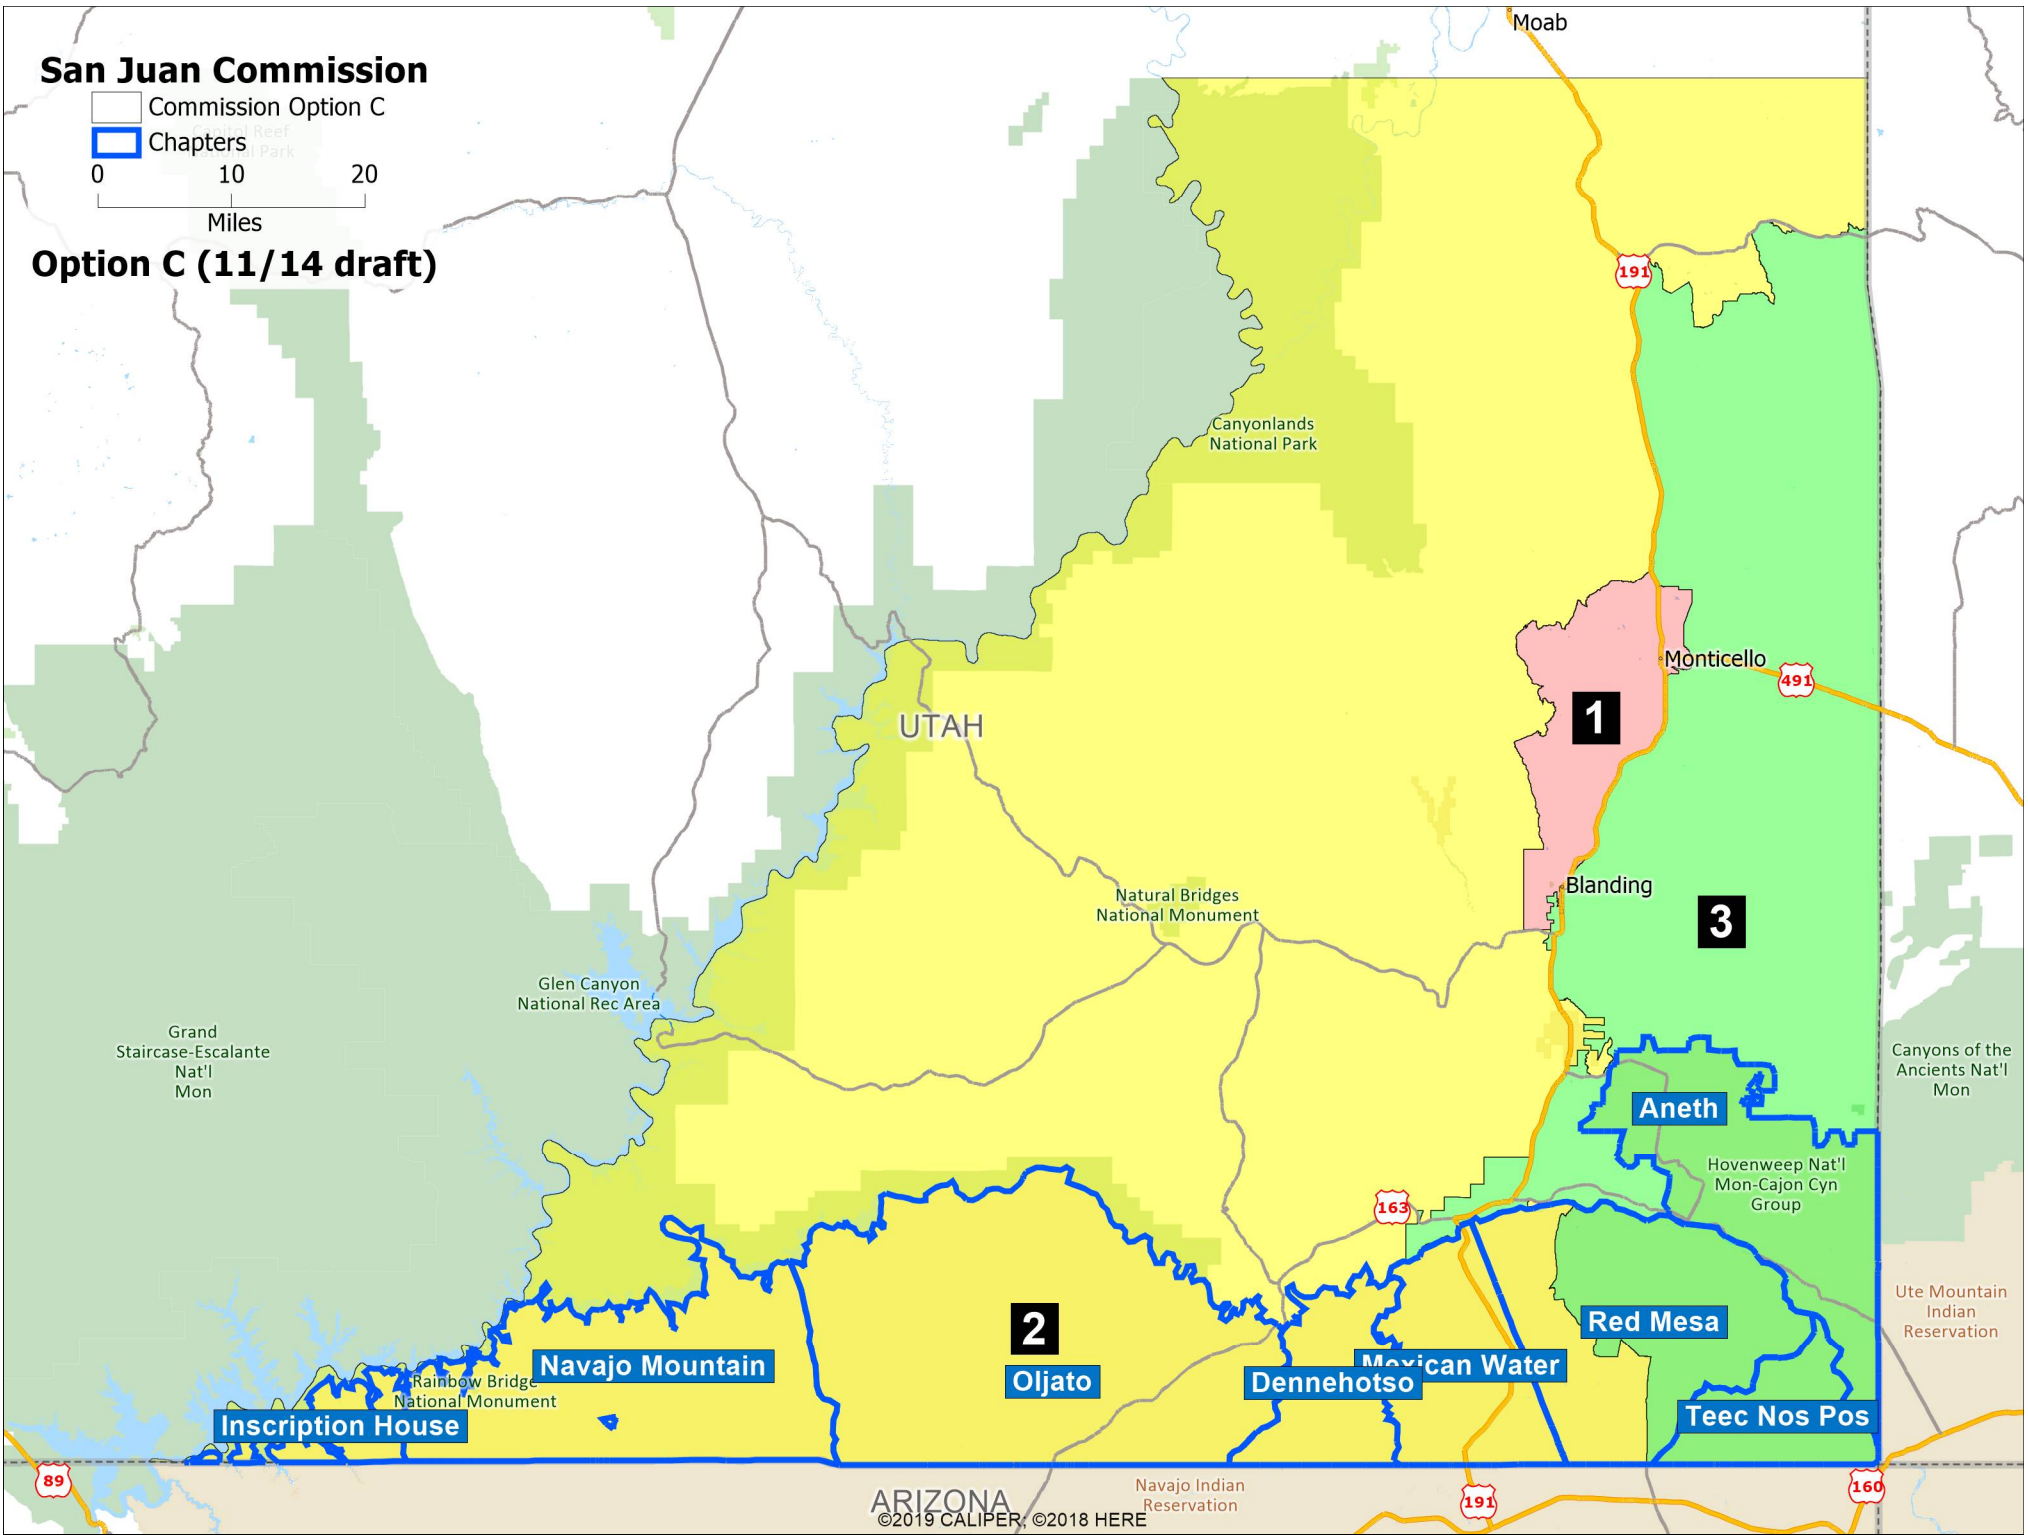 Moab
San Juan Commission
Commission Option C
Capitol Reef
National Park
Chapters
0 10 20
Miles
Option C (11/14 draft)
191
Canyonlands
National Park
Monticello
491
1
UTAH
Blanding
Natural Bridges
National Monument
3
Glen Canyon
National Rec Area
Grand
Staircase-Escalante
Nat'l
Mon
Canyons of the
Ancients Nat'l
Mon
Aneth
Hovenweep Nat'l
Mon-Cajon Cyn
Group
163
Ute Mountain
Indian
Reservation
2
Red Mesa
Navajo Mountain
Mexican Water
Oljato
Dennehotso
Rainbow Bridge
National Monument
Inscription House
Teec Nos Pos
89
Navajo Indian
Reservation
160
191
ARIZONA
©2019 CALIPER; ©2018 HERE